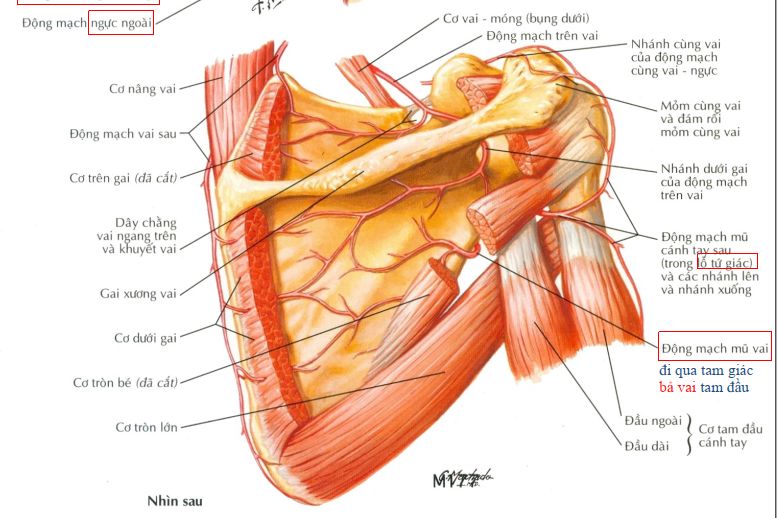 Động mạch ngực ngoài
Cơ nâng vai
Động mạch vai sau
Cơ trên gai (đã cắt)
Dây chằng
vai ngang trên
và khuyết vai
Gai xương vai
Cơ dưới gai
Cơ tròn bé (đã cắt)
Cơ tròn lớn
Nhìn sau
Cơ vai - móng (bụng dưới)
Động mạch trên vai
Nhánh cùng vai
của động mạch
cùng vai - ngực
Mỏm cùng vai
và đám rối
mỏm cùng vai
Nhánh dưới gai
của động mạch
trên vai
Động mạch mũ
cánh tay sau
(trong lỗ tứ giác)
và các nhánh lên
và nhánh xuống
Động mạch mũ vai
đi qua tam giác
bả vai tam đầu
Đầu ngoài
Đầu dài
Cơ tam đầu
cánh tay